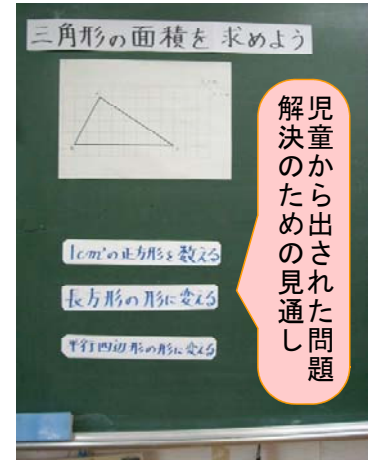 三角形の面積を求めよう
1cm²の正方形を数える
長方形の形に変える
平行四辺形の形に変える
児童から出された問題
解決のための見通し